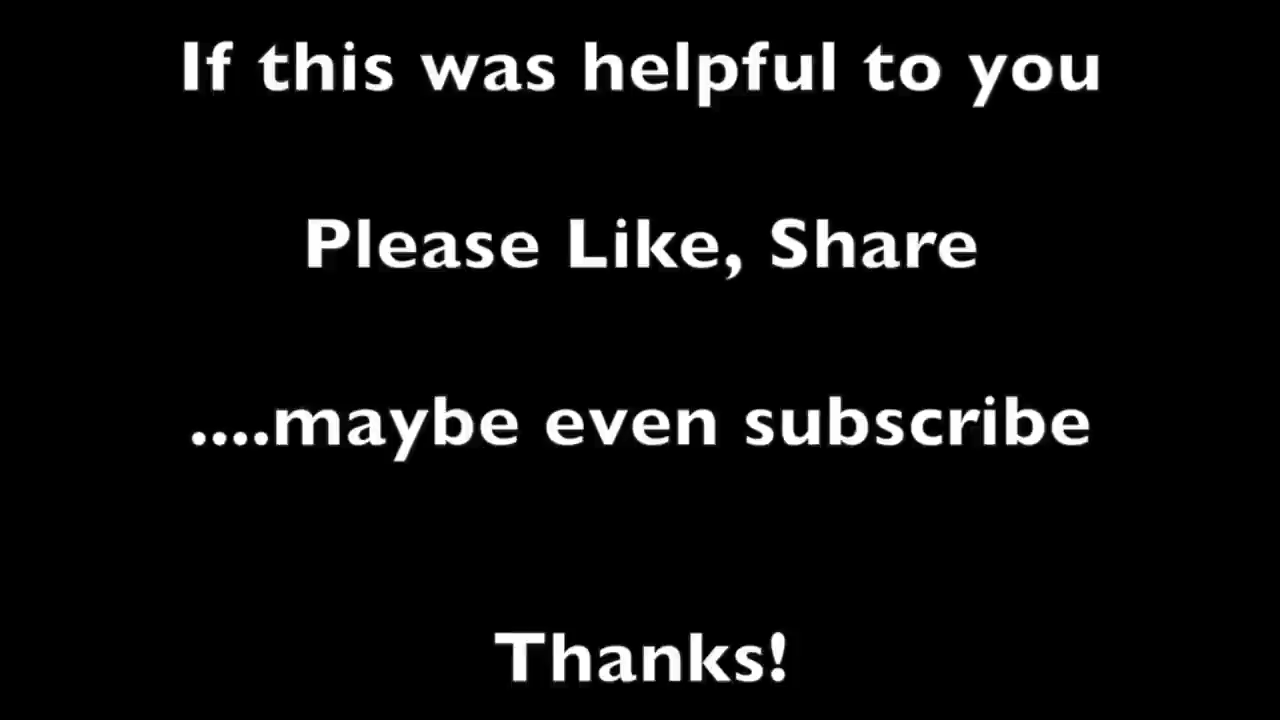 If this was helpful to you
Please Like, Share
....maybe even subscribe
Thanks!